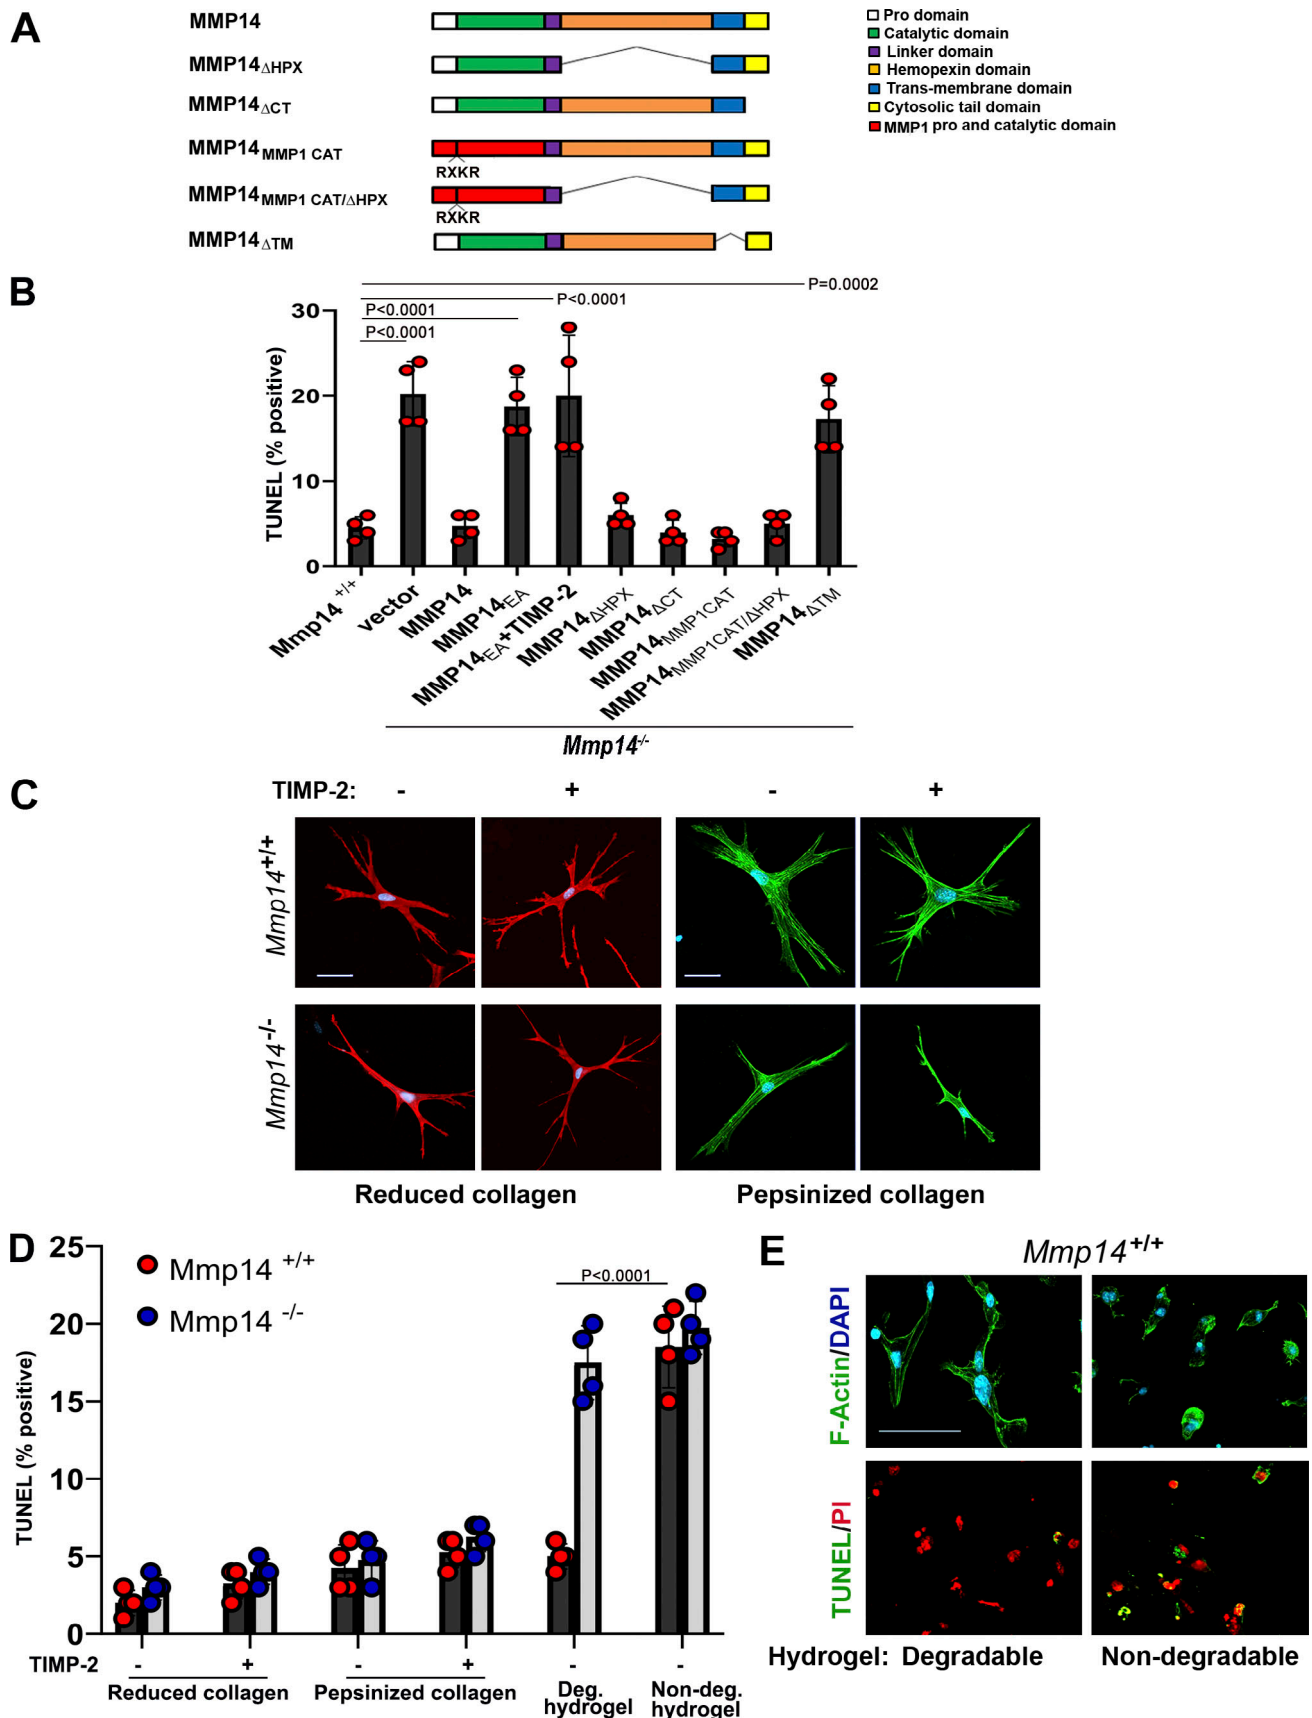 A
MMP14
MMP14ΔHPX
MMP14ΔCT
MMP14MMP1 CAT
RXKR
MMP14MMP1 CAT/ΔHPX
RXKR
MMP14ΔTM
Pro domain
Catalytic domain
Linker domain
Hemopexin domain
Trans-membrane domain
Cytosolic tail domain
MMP1 pro and catalytic domain
B
P=0.0002
P<0.0001
P<0.0001
P<0.0001
TUNEL (% positive)
30
20
10
0
Mmp14 +/+
vector
MMP14
MMP14EA
MMP14EA+TIMP-2
MMP14ΔHPX
MMP14ΔCT
MMP14MMP1CAT
MMP14MMP1CAT/ΔHPX
MMP14ΔTM
Mmp14-/-
C
TIMP-2: - + - +
Mmp14+/+
Mmp14-/-
Reduced collagen Pepsinized collagen
D
TUNEL (% positive)
25
20
15
10
5
0
Mmp14 +/+
Mmp14 -/-
P<0.0001
TIMP-2 - + - + - -
Reduced collagen Pepsinized collagen Deg. hydrogel Non-deg. hydrogel
E
Mmp14+/+
F-Actin/DAPI
TUNEL/PI
Hydrogel: Degradable Non-degradable